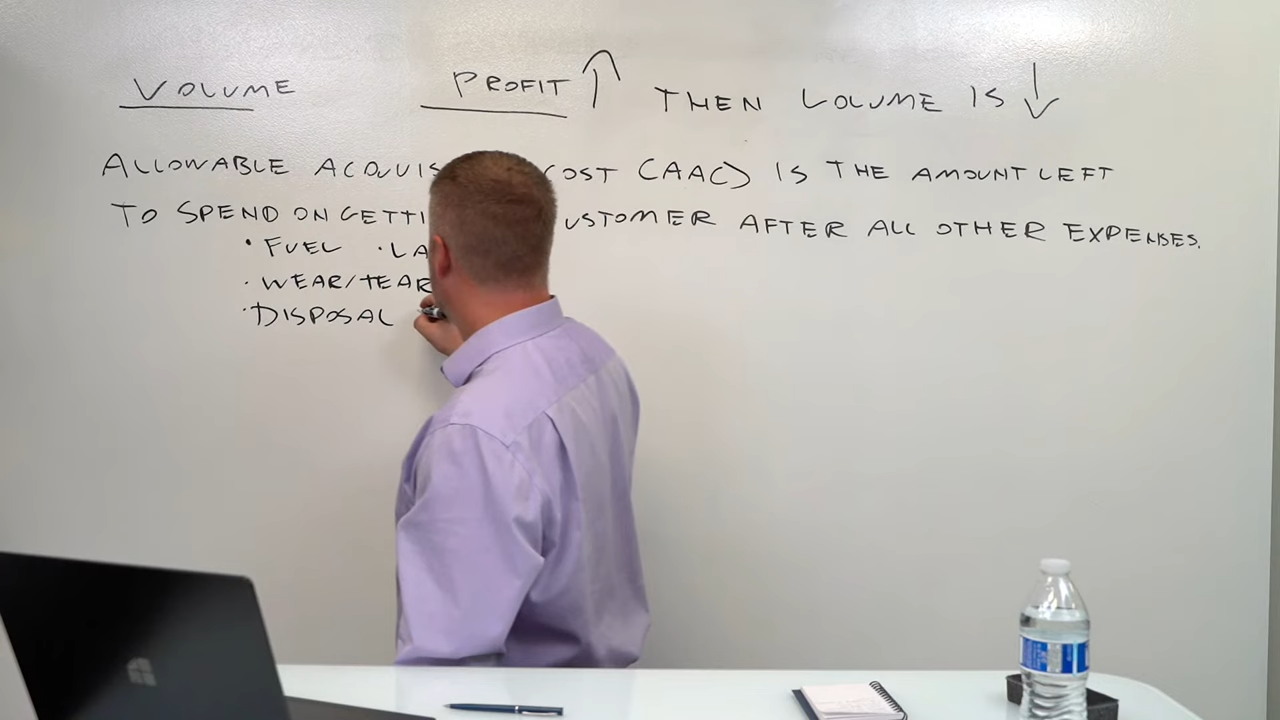 VOLUME PROFIT ↑ THEN VOLUME IS ↓
ALLOWABLE ACQUIS OST (AAC) IS THE AMOUNT LEFT
TO SPEND ON GETTI USTOMER AFTER ALL OTHER EXPENSES.
• FUEL • LA
• WEAR/TEAR
• DISPOSAL